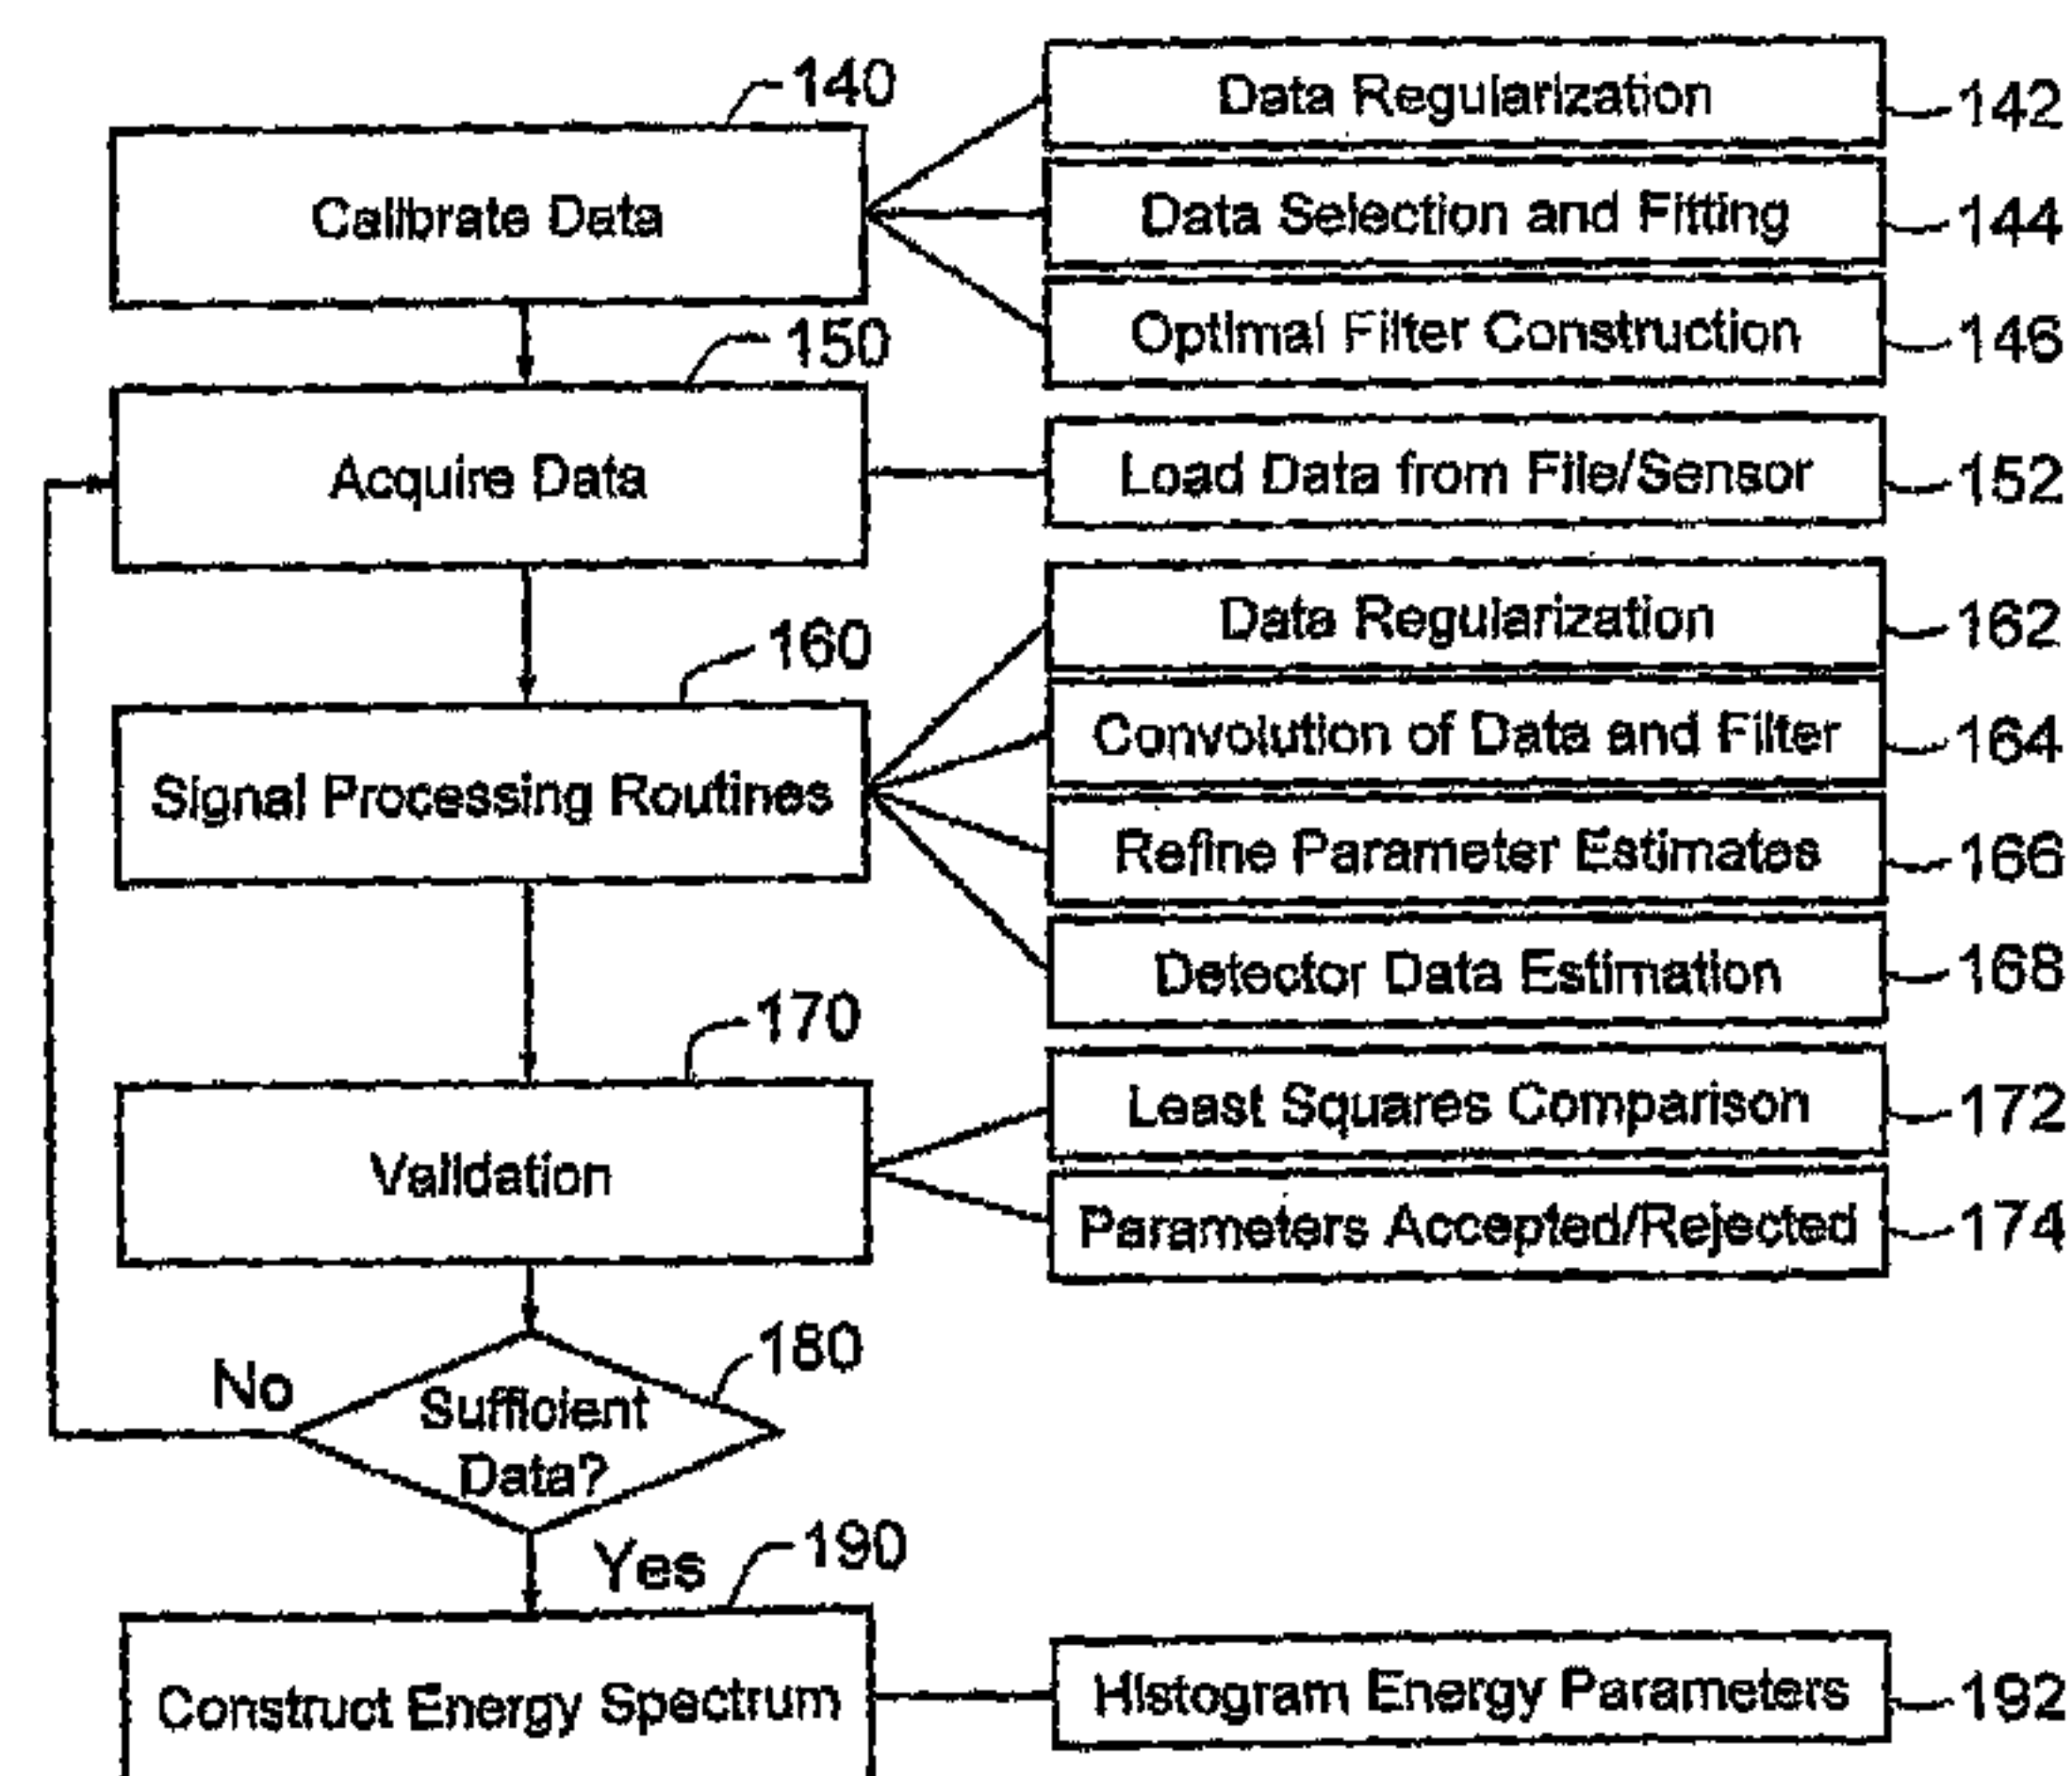 140
Data Regularization
142
Calibrate Data
Data Selection and Fitting
144
Optimal Filter Construction
146
150
Acquire Data
Load Data from File/Sensor
152
Data Regularization
162
160
Convolution of Data and Filter
164
Signal Processing Routines
Refine Parameter Estimates
166
Detector Data Estimation
168
170
Least Squares Comparison
172
Validation
Parameters Accepted/Rejected
174
180
No
Sufficient
Data?
Yes
190
Construct Energy Spectrum
Histogram Energy Parameters
192